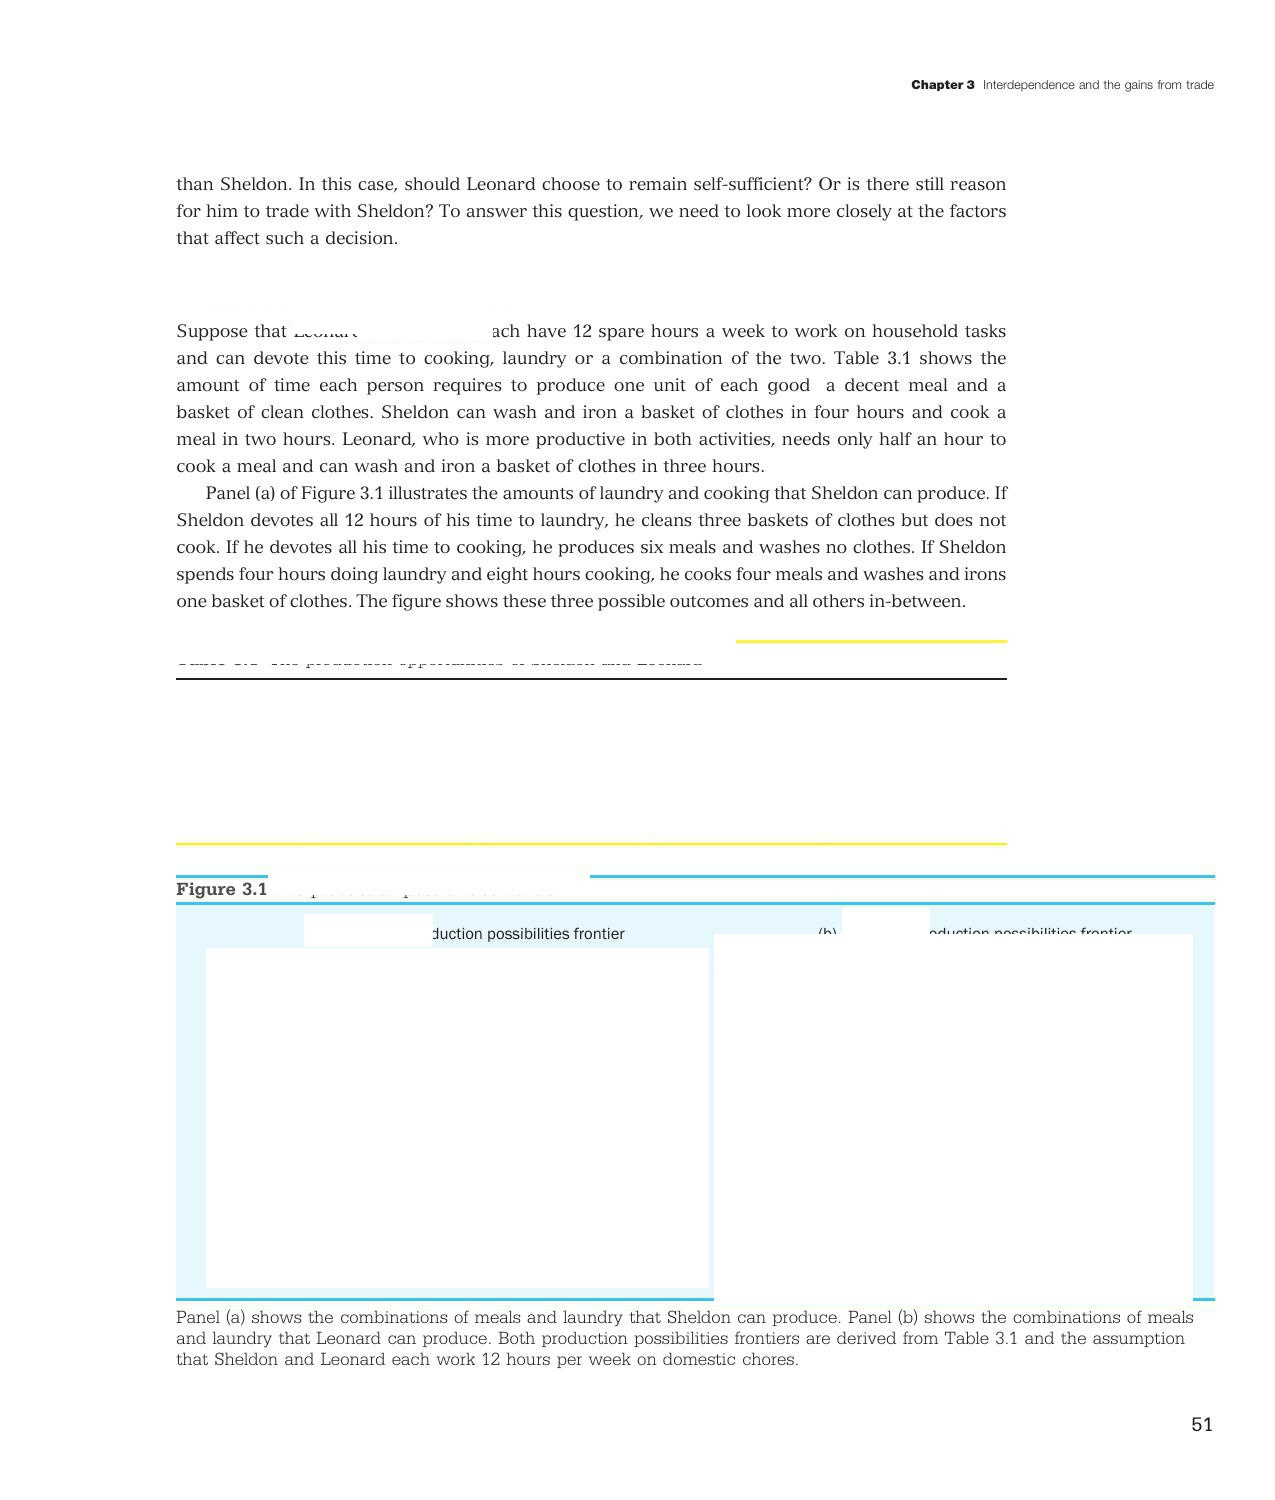 Chapter 3 Interdependence and the gains from trade
than Sheldon. In this case, should Leonard choose to remain self-sufficient? Or is there still reason
for him to trade with Sheldon? To answer this question, we need to look more closely at the factors
that affect such a decision.
Suppose that ach have 12 spare hours a week to work on household tasks
and can devote this time to cooking, laundry or a combination of the two. Table 3.1 shows the
amount of time each person requires to produce one unit of each good a decent meal and a
basket of clean clothes. Sheldon can wash and iron a basket of clothes in four hours and cook a
meal in two hours. Leonard, who is more productive in both activities, needs only half an hour to
cook a meal and can wash and iron a basket of clothes in three hours.
Panel (a) of Figure 3.1 illustrates the amounts of laundry and cooking that Sheldon can produce. If
Sheldon devotes all 12 hours of his time to laundry, he cleans three baskets of clothes but does not
cook. If he devotes all his time to cooking, he produces six meals and washes no clothes. If Sheldon
spends four hours doing laundry and eight hours cooking, he cooks four meals and washes and irons
one basket of clothes. The figure shows these three possible outcomes and all others in-between.
Figure 3.1
duction possibilities frontier
(b) oduction possibilities frontier
Panel (a) shows the combinations of meals and laundry that Sheldon can produce. Panel (b) shows the combinations of meals
and laundry that Leonard can produce. Both production possibilities frontiers are derived from Table 3.1 and the assumption
that Sheldon and Leonard each work 12 hours per week on domestic chores.
51